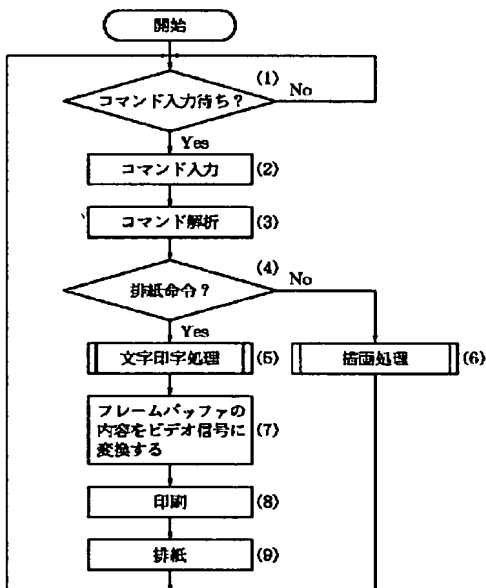 開始
(1)
コマンド入力待ち?
No
Yes
コマンド入力
(2)
コマンド解析
(3)
(4)
排紙命令?
No
Yes
文字印字処理
(5)
描画処理
(6)
フレームバッファの
内容をビデオ信号に
変換する
(7)
印刷
(8)
排紙
(9)